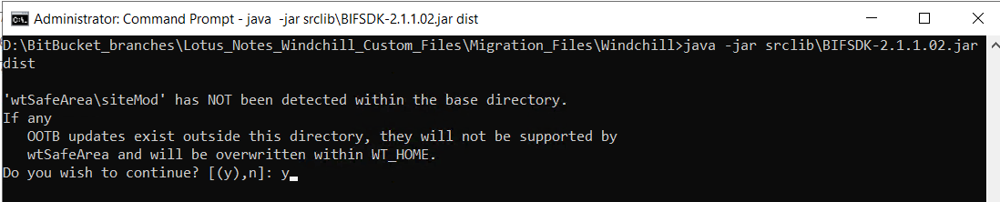 Administrator: Command Prompt - java  -jar srclib\BIFSDK-2.1.1.02.jar dist
D:\BitBucket_branches\Lotus_Notes_Windchill_Custom_Files\Migration_Files\Windchill>java -jar srclib\BIFSDK-2.1.1.02.jar
dist
'wtSafeArea\siteMod' has NOT been detected within the base directory.
If any
   OOTB updates exist outside this directory, they will not be supported by
   wtSafeArea and will be overwritten within WT_HOME.
Do you wish to continue? [(y),n]: y